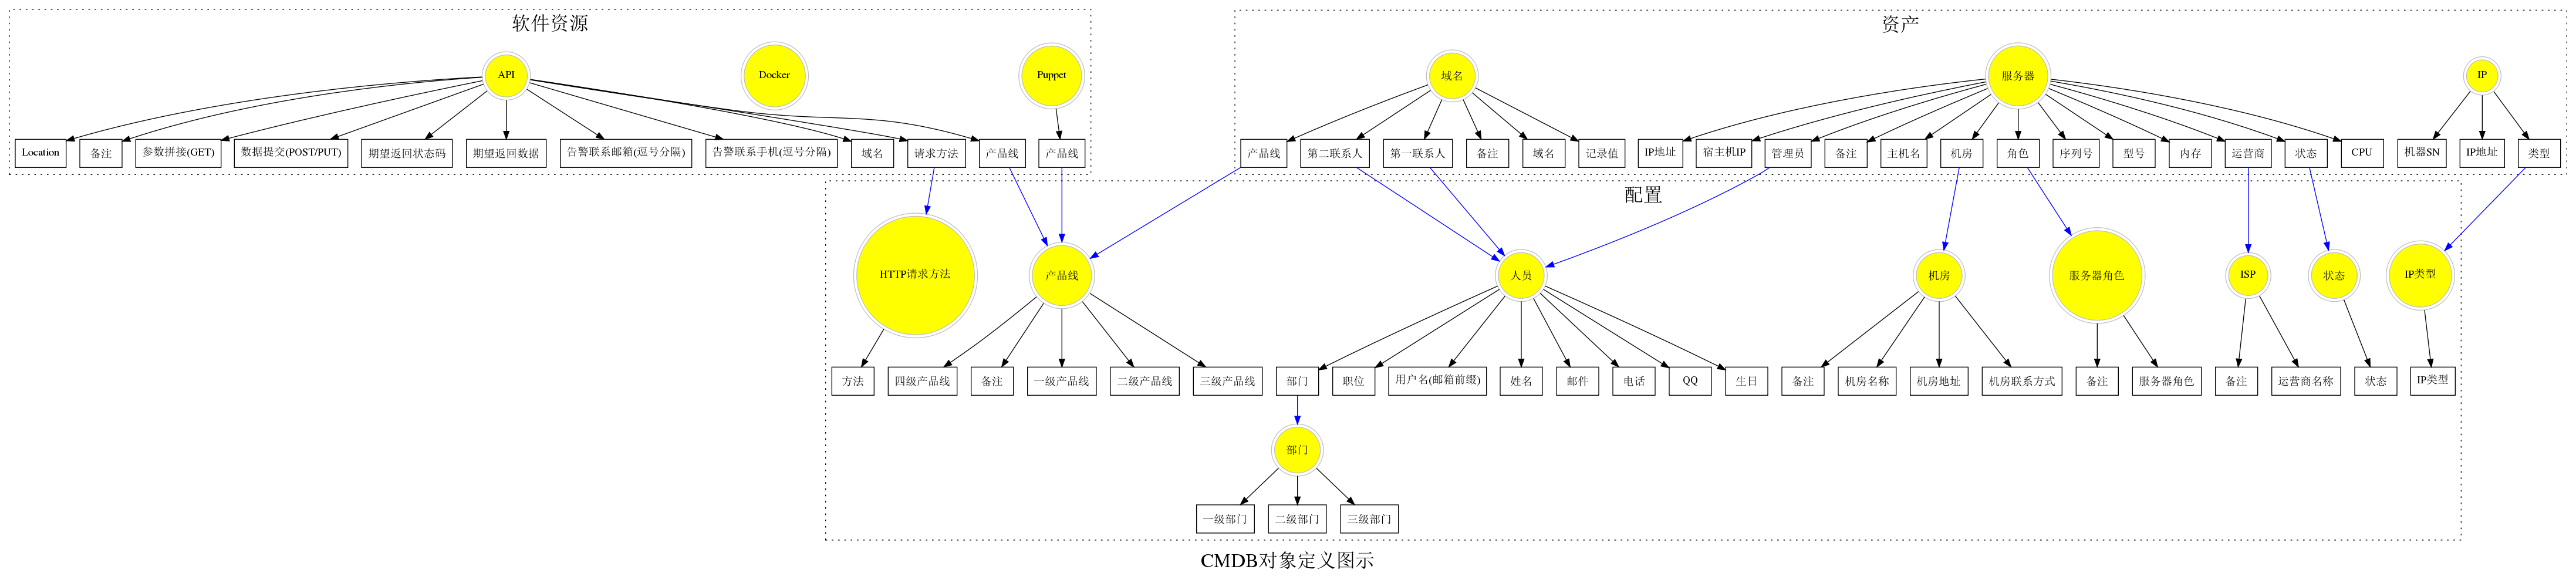 软件资源
资产
API
Docker
Puppet
域名
服务器
IP
Location
备注
参数拼接(GET)
数据提交(POST/PUT)
期望返回状态码
期望返回数据
告警联系邮箱(逗号分隔)
告警联系手机(逗号分隔)
域名
请求方法
产品线
产品线
产品线
第二联系人
第一联系人
备注
域名
记录值
IP地址
宿主机IP
管理员
备注
主机名
机房
角色
序列号
型号
内存
运营商
状态
CPU
机器SN
IP地址
类型
配置
HTTP请求方法
产品线
人员
机房
服务器角色
ISP
状态
IP类型
方法
四级产品线
备注
一级产品线
二级产品线
三级产品线
部门
职位
用户名(邮箱前缀)
姓名
邮件
电话
QQ
生日
备注
机房名称
机房地址
机房联系方式
备注
服务器角色
备注
运营商名称
状态
IP类型
部门
一级部门
二级部门
三级部门
CMDB对象定义图示